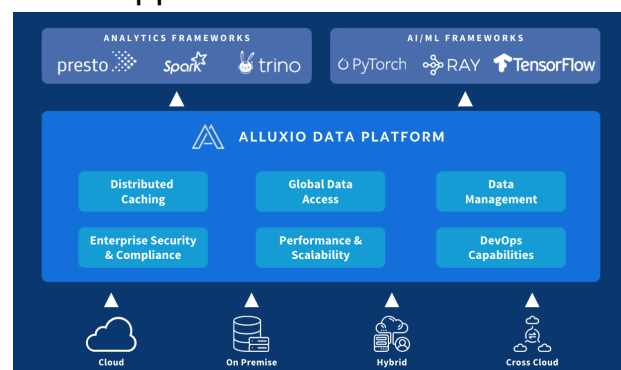 ANALYTICS FRAMEWORKS
presto
Spark
trino
AI/ML FRAMEWORKS
PyTorch
RAY
TensorFlow
ALLUXIO DATA PLATFORM
Distributed
Caching
Global Data
Access
Data
Management
Enterprise Security
& Compliance
Performance &
Scalability
DevOps
Capabilities
Cloud
On Premise
Hybrid
Cross Cloud